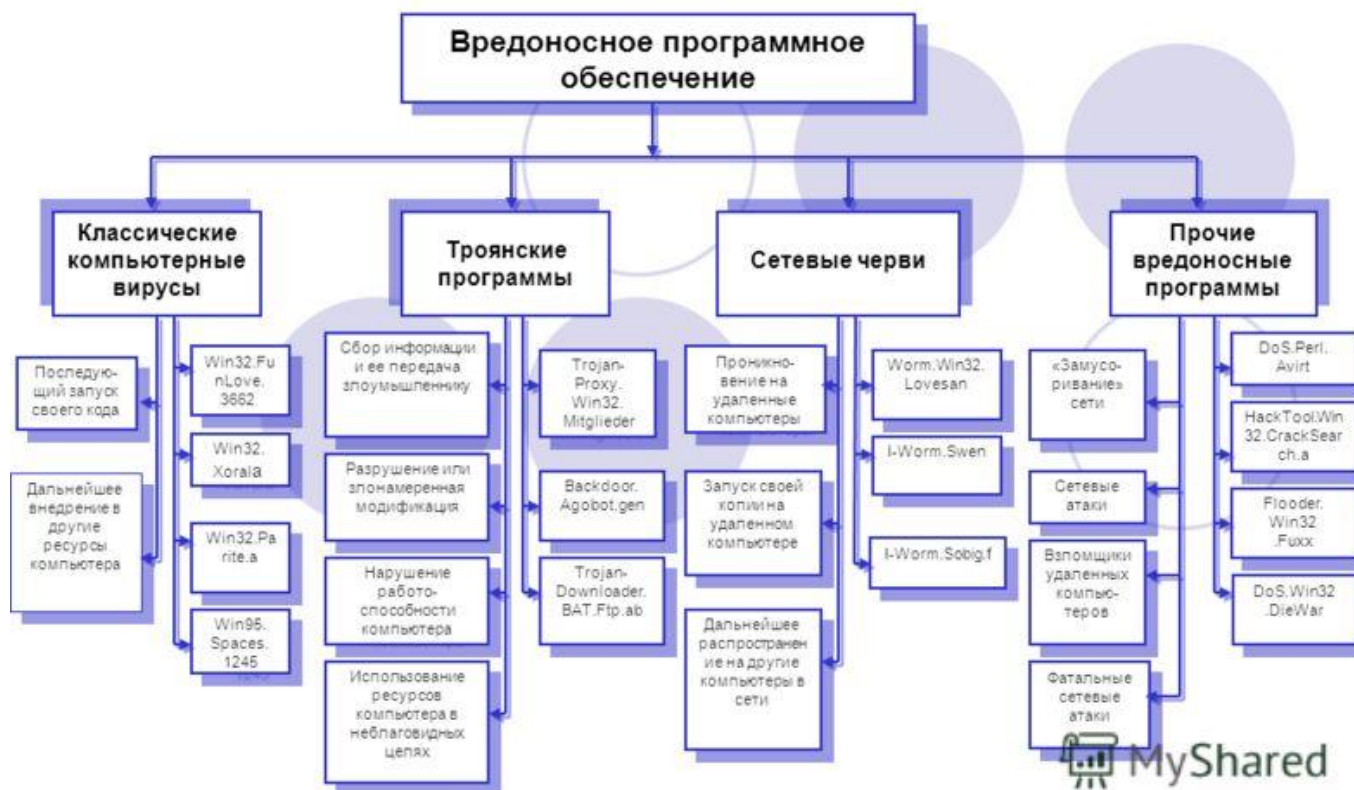 Вредоносное программное
обеспечение
Классические
компьютерные
вирусы
Последую-
щий запуск
своего кода
Дальнейшее
внедрение в
другие
ресурсы
компьютера
Win32.Fu
nLove.
3662
Win32.
Xorala
Win32.Pa
rite.a
Win95.
Spaces.
1245
Троянские
программы
Сбор информации
и ее передача
злоумышленнику
Разрушение или
злонамеренная
модификация
Нарушение
работо-
способности
компьютера
Использование
ресурсов
компьютера в
неблаговидных
целях
Trojan-
Proxy.
Win32.
Mitglieder
Backdoor.
Agobot.gen
Trojan-
Downloader.
BAT.Ftp.ab
Сетевые черви
Проникно-
вение на
удаленные
компьютеры
Запуск своей
копии на
удаленном
компьютере
Дальнейшее
распространен
ие на другие
компьютеры в
сети
Worm.Win32.
Lovesan
I-Worm.Swen
I-Worm.Sobig.f
Прочие
вредоносные
программы
«Замусо-
ривание»
сети
Сетевые
атаки
Взломщики
удаленных
компью-
теров
Фатальные
сетевые
атаки
DoS.Perl.
Avirt
HackTool.Win
32.CrackSear
ch.a
Flooder.
Win32
.Fuxx
DoS.Win32
.DieWar
MyShared